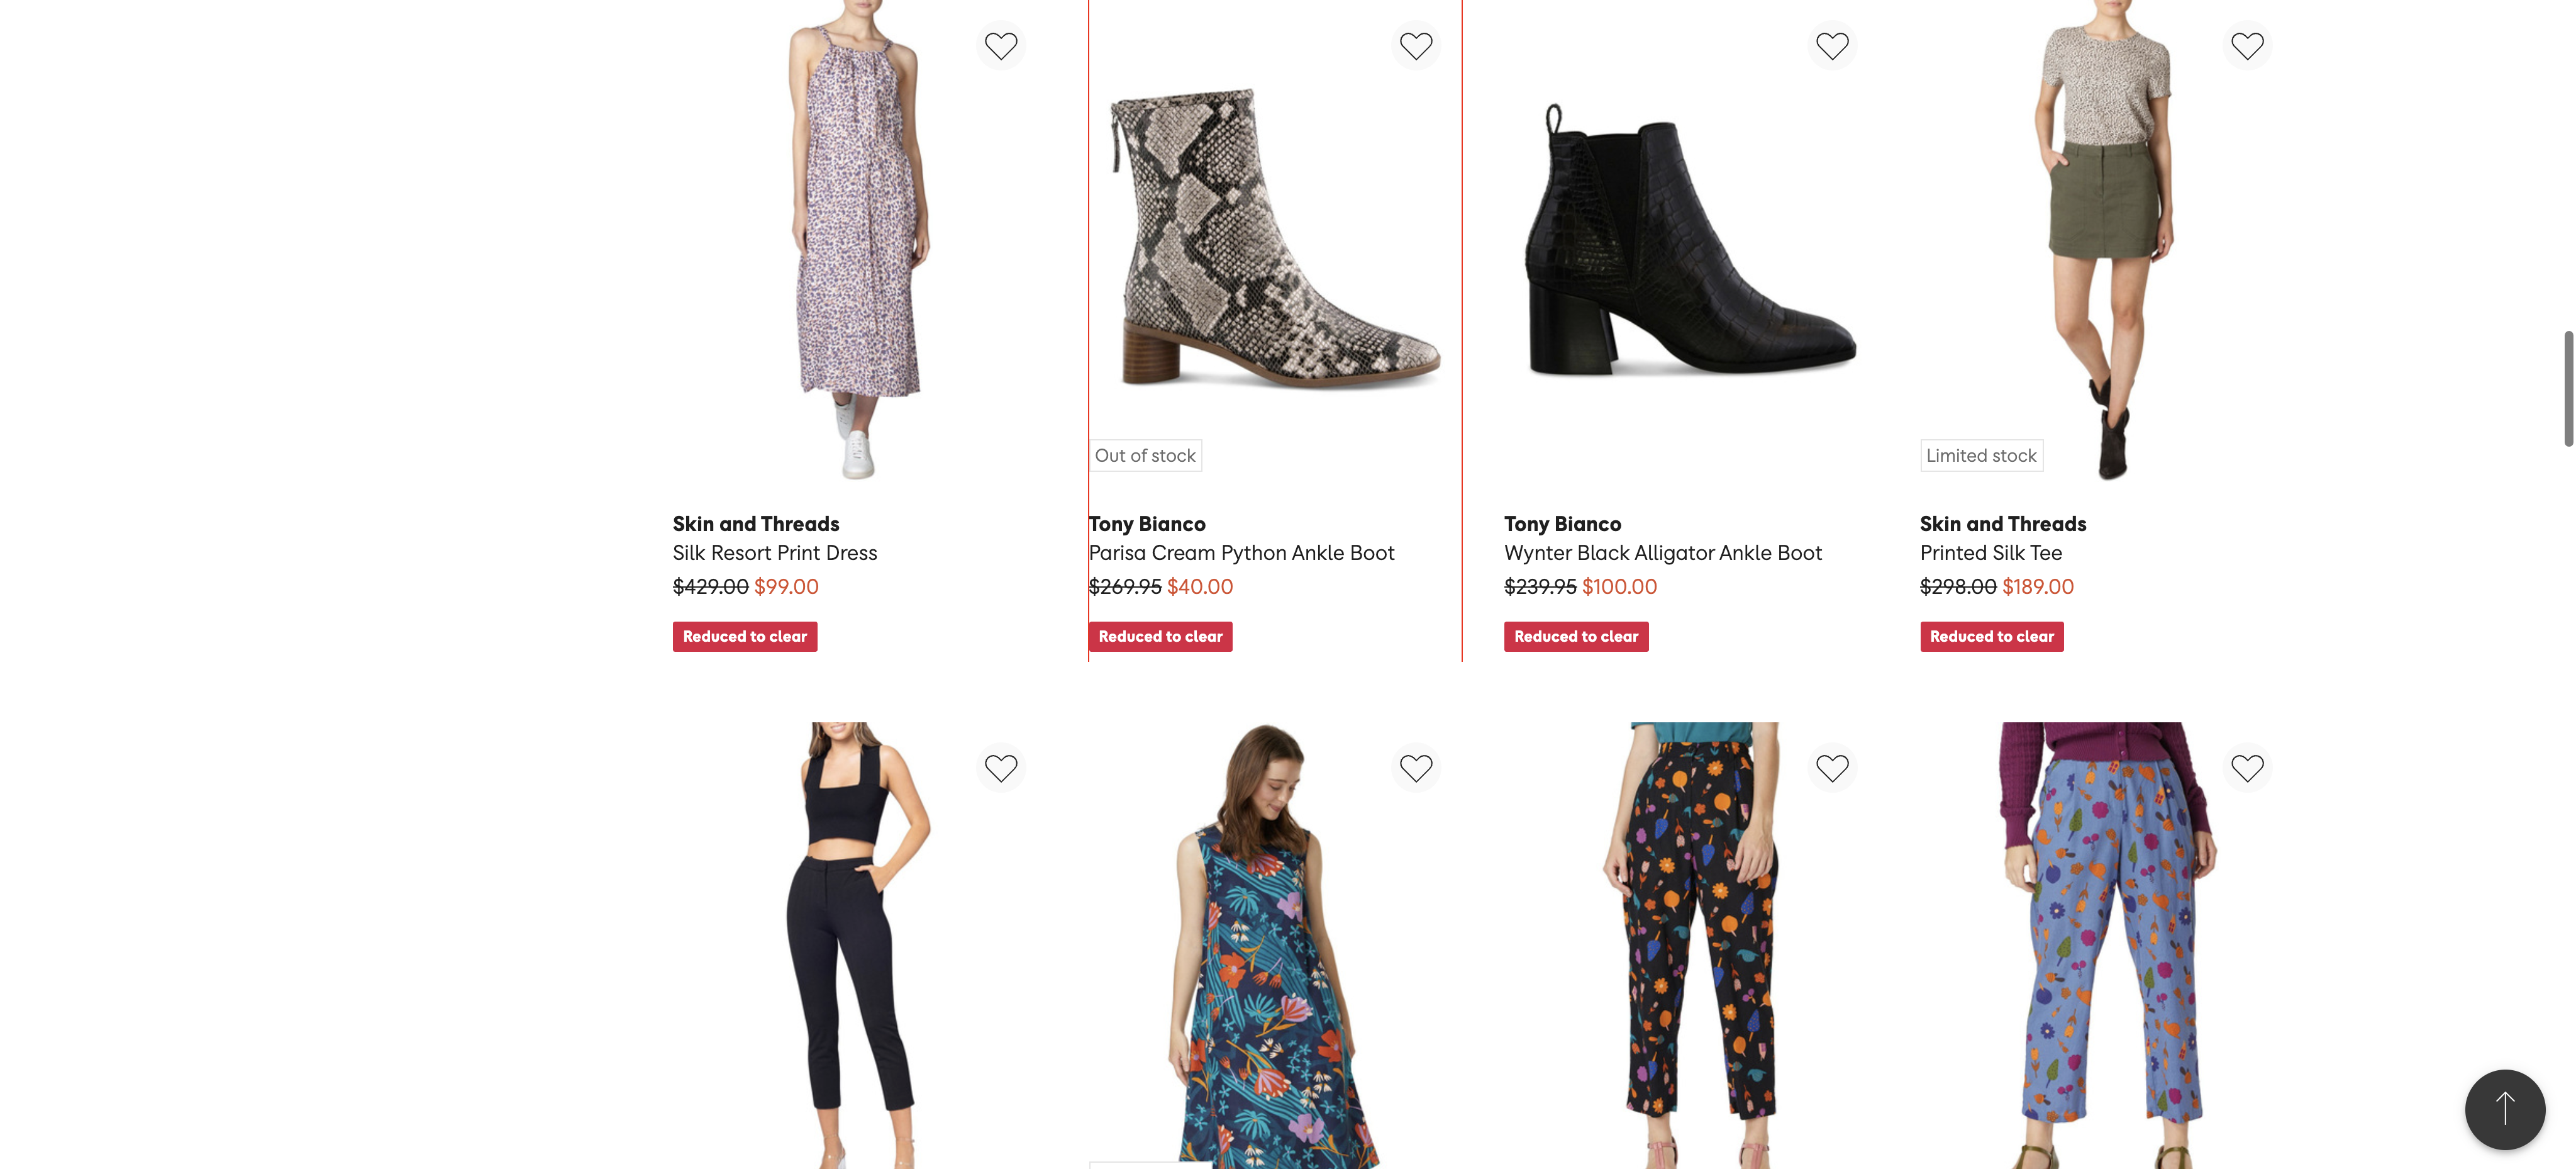 Out of stock
Limited stock
Skin and Threads
Silk Resort Print Dress
$429.00 $99.00
Reduced to clear
Tony Bianco
Parisa Cream Python Ankle Boot
$269.95 $40.00
Reduced to clear
Tony Bianco
Wynter Black Alligator Ankle Boot
$239.95 $100.00
Reduced to clear
Skin and Threads
Printed Silk Tee
$298.00 $189.00
Reduced to clear